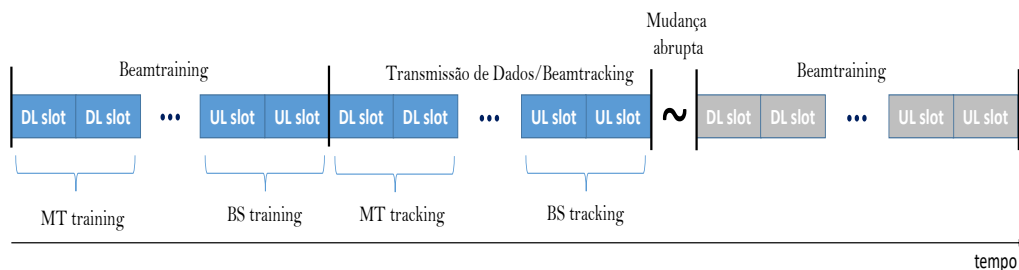 Mudança
abrupta
Beamtraining
Transmissão de Dados/Beamtracking
Beamtraining
DL slot DL slot ... UL slot UL slot DL slot DL slot ... UL slot UL slot ~ DL slot DL slot ... UL slot UL slot
MT training
BS training
MT tracking
BS tracking
tempo